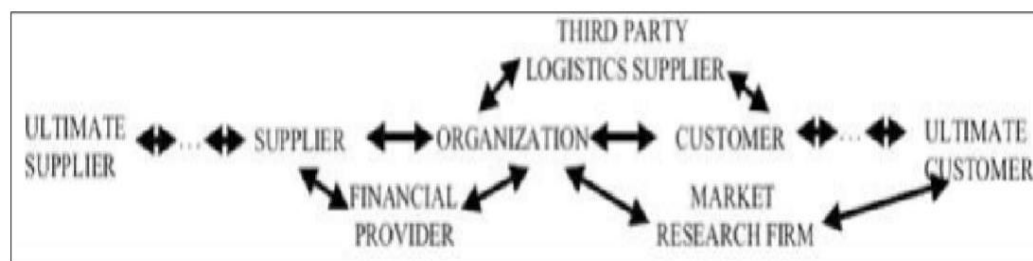 THIRD PARTY
LOGISTICS SUPPLIER
ULTIMATE
SUPPLIER
...
SUPPLIER
ORGANIZATION
CUSTOMER
...
ULTIMATE
CUSTOMER
FINANCIAL
PROVIDER
MARKET
RESEARCH FIRM